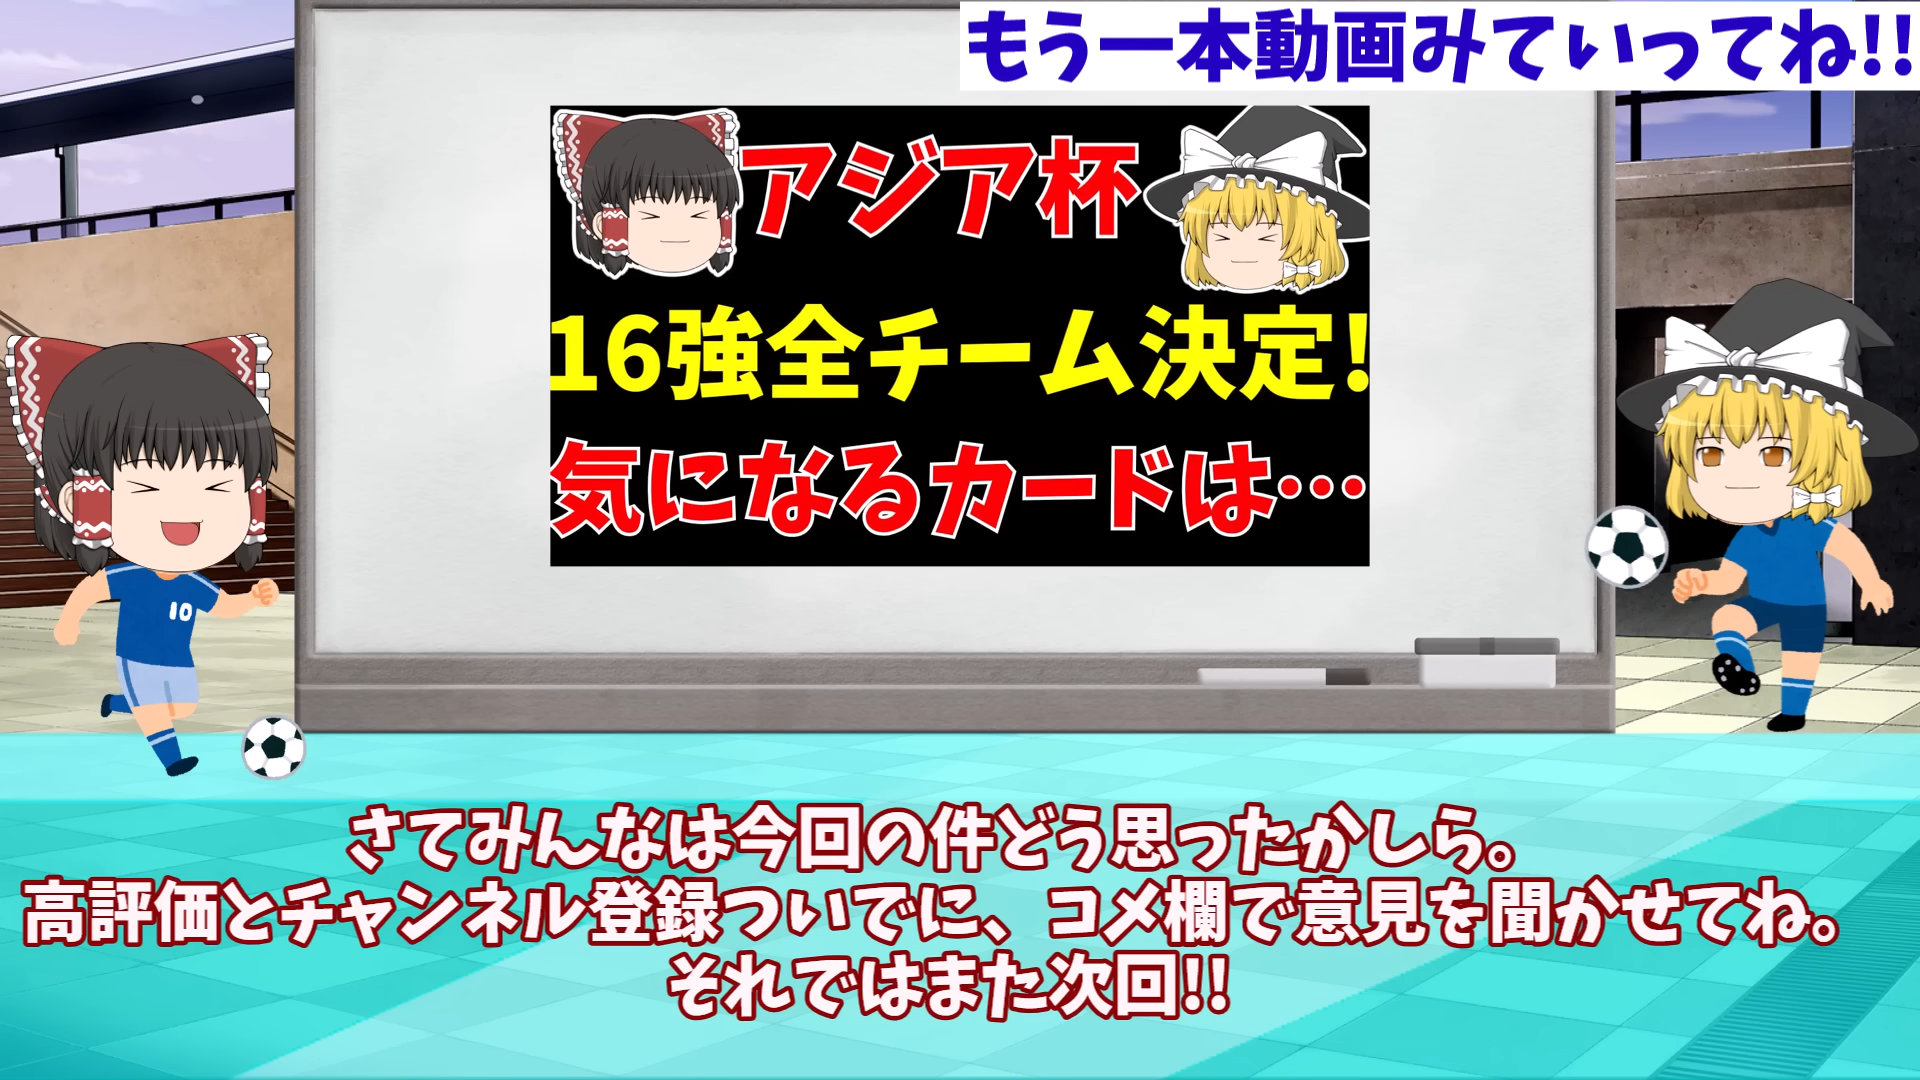 もう一本動画みていってね!!
アジア杯
16強全チーム決定!
気になるカードは…
10
さてみんなは今回の件どう思ったかしら。
高評価とチャンネル登録ついでに、コメ欄で意見を聞かせてね。
それではまた次回!!